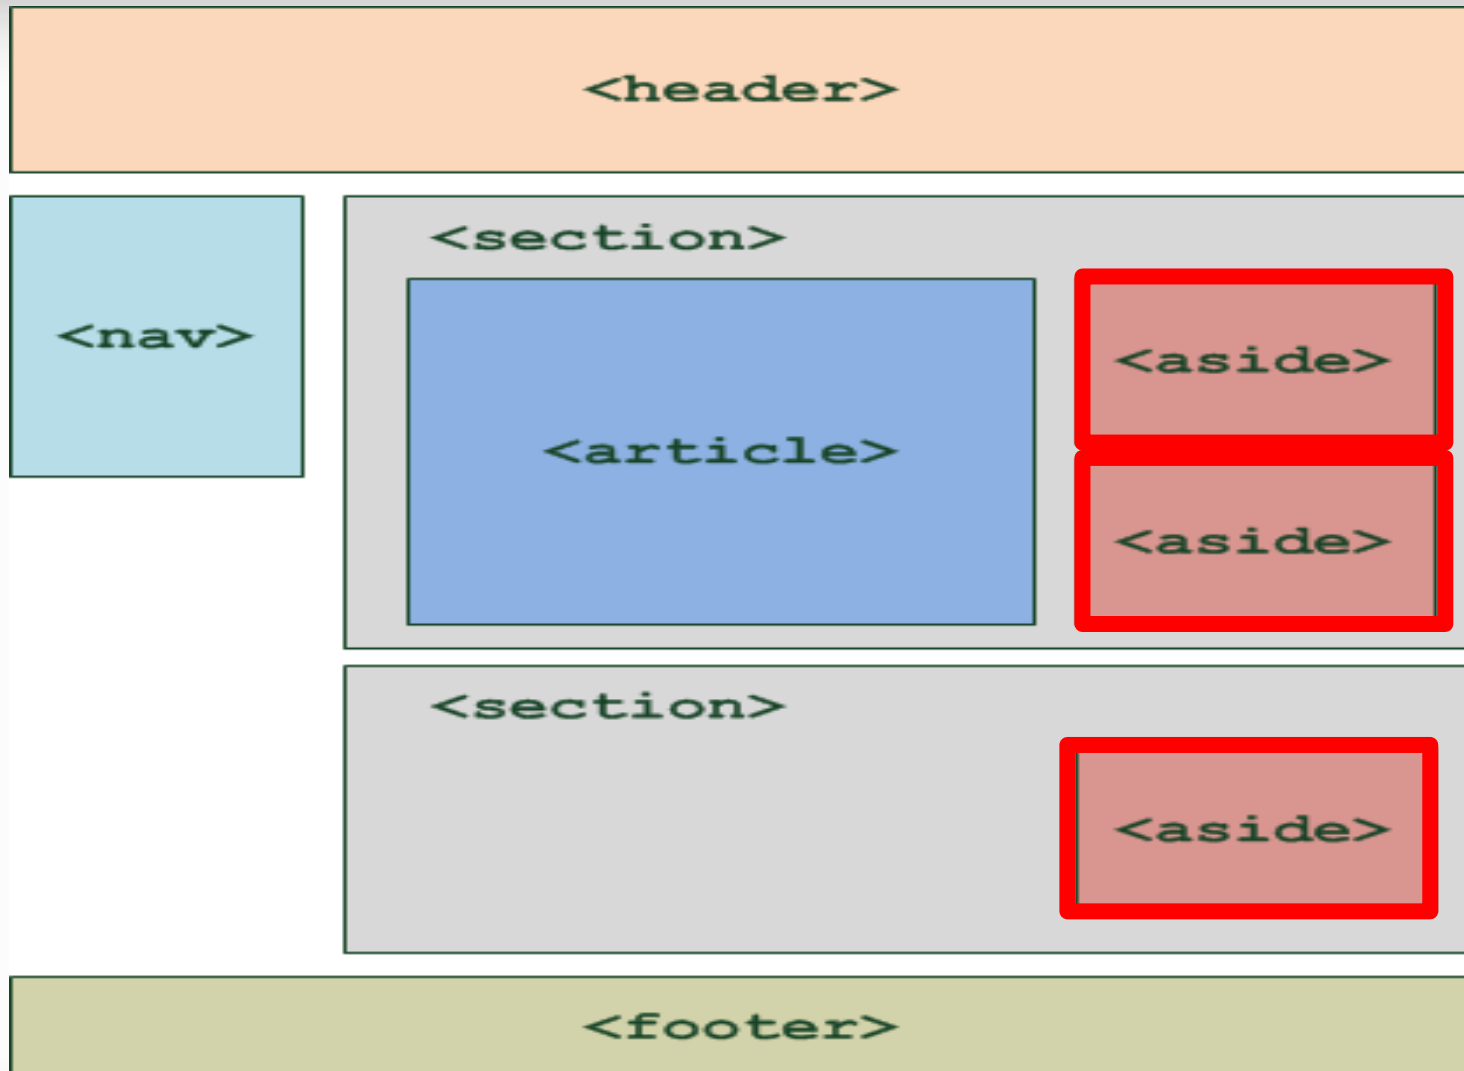 <header>
<nav>
<section>
<article>
<aside>
<aside>
<section>
<aside>
<footer>